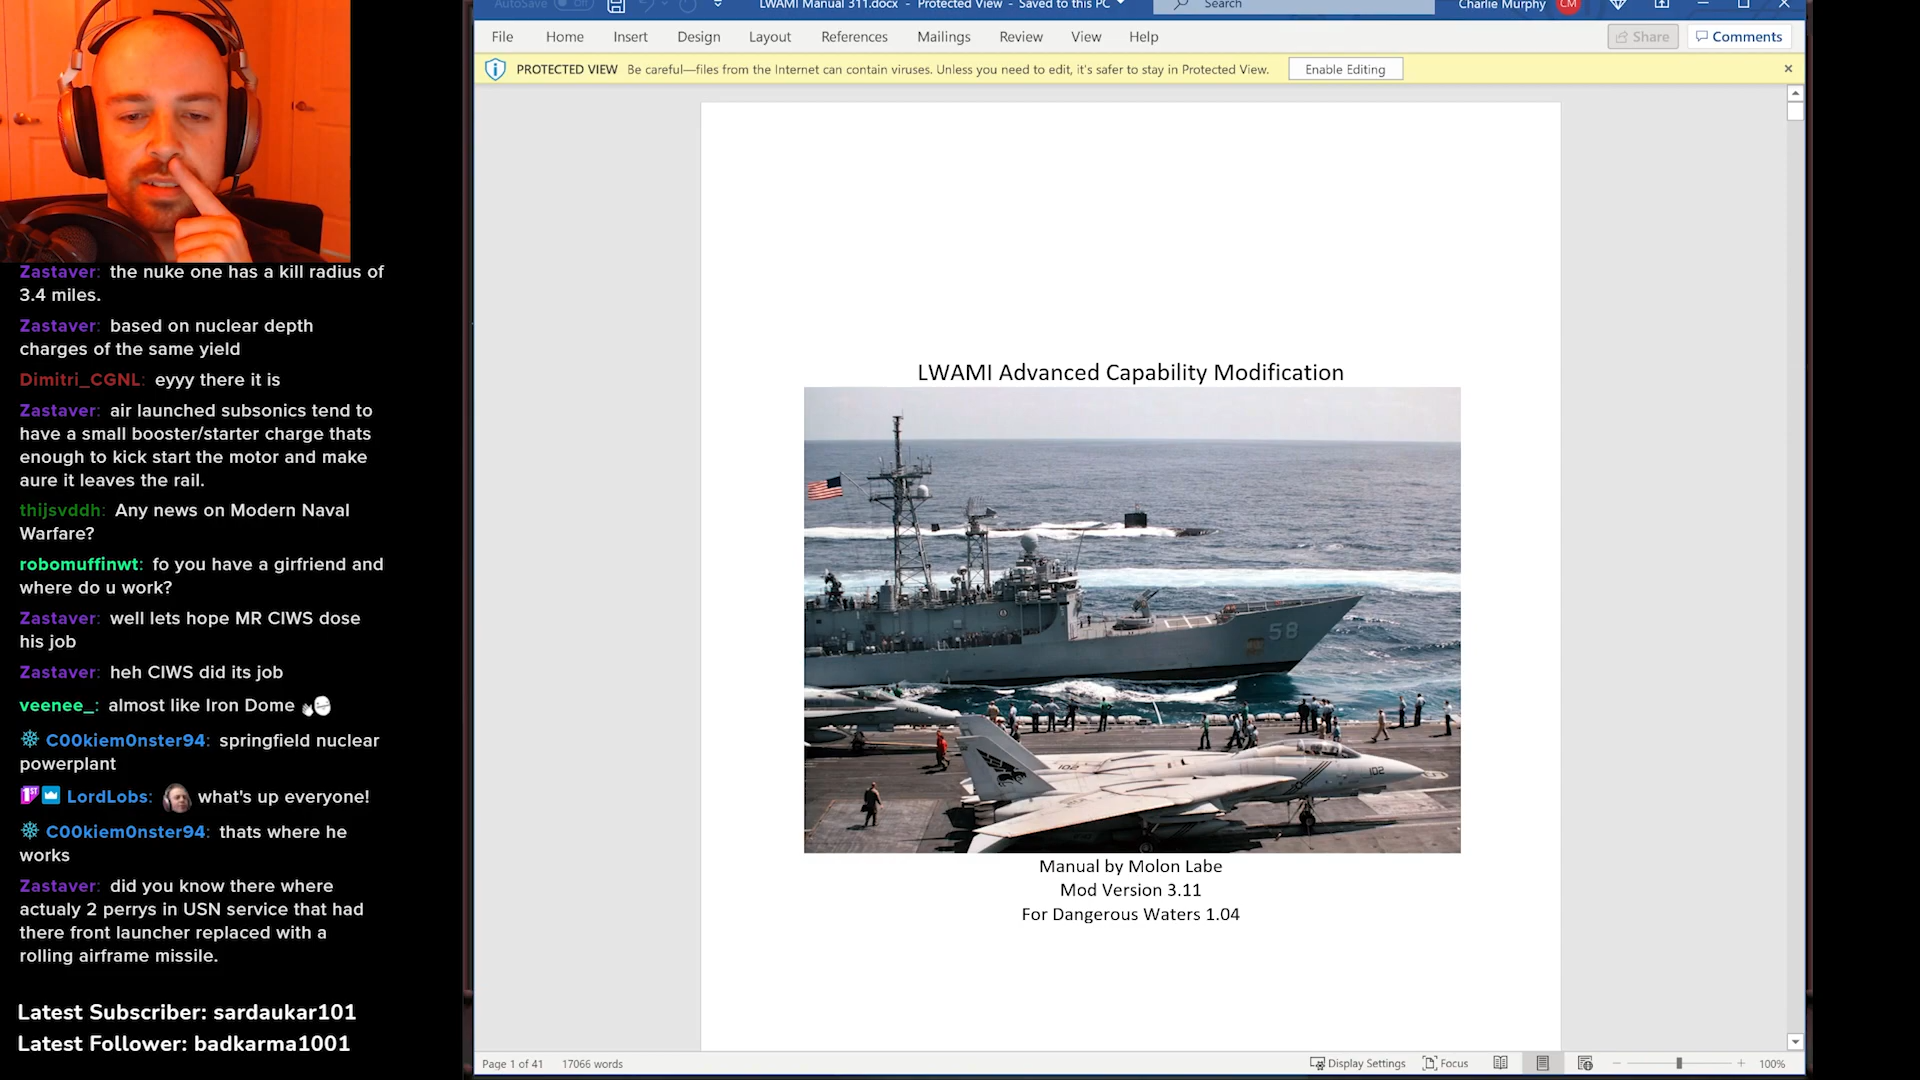 AutoSave Off
LWAMI Manual 311.docx - Protected View - Saved to this PC
Search
Charlie Murphy CM
File Home Insert Design Layout References Mailings Review View Help
Share Comments
PROTECTED VIEW Be careful—files from the Internet can contain viruses. Unless you need to edit, it's safer to stay in Protected View. Enable Editing
Zastaver: the nuke one has a kill radius of
3.4 miles.
Zastaver: based on nuclear depth
charges of the same yield
Dimitri_CGNL: eyyy there it is
Zastaver: air launched subsonics tend to
have a small booster/starter charge thats
enough to kick start the motor and make
aure it leaves the rail.
thijsvddh: Any news on Modern Naval
Warfare?
robomuffinwt: fo you have a girfriend and
where do u work?
Zastaver: well lets hope MR CIWS dose
his job
Zastaver: heh CIWS did its job
veenee_: almost like Iron Dome
C00kiem0nster94: springfield nuclear
powerplant
1ST LordLobs: what's up everyone!
C00kiem0nster94: thats where he
works
Zastaver: did you know there where
actualy 2 perrys in USN service that had
there front launcher replaced with a
rolling airframe missile.
Latest Subscriber: sardaukar101
Latest Follower: badkarma1001
LWAMI Advanced Capability Modification
58
102
102
Manual by Molon Labe
Mod Version 3.11
For Dangerous Waters 1.04
Page 1 of 41 17066 words
Display Settings Focus 100%